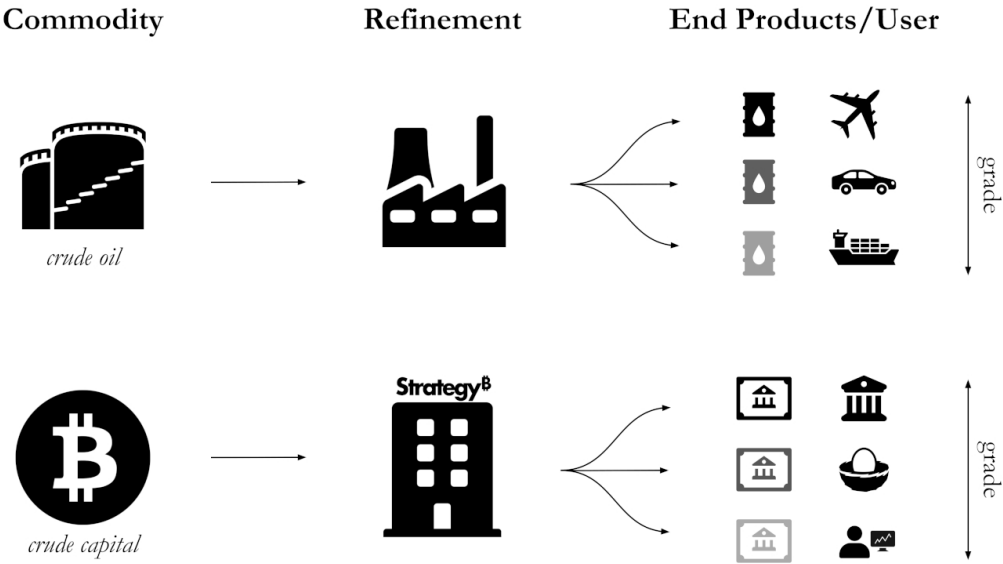 Commodity
Refinement
End Products/User
crude oil
grade
Strategy₿
crude capital
grade